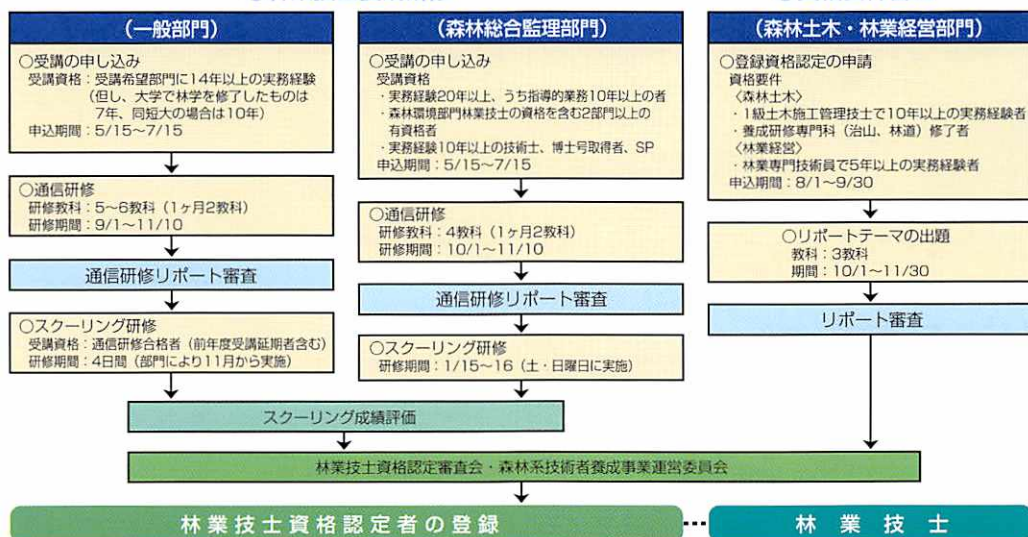 （一般部門）
○受講の申し込み
受講資格：受講希望部門に14年以上の実務経験
（但し、大学で林学を修了したものは
7年、同短大の場合は10年）
申込期間：5/15〜7/15
○通信研修
研修教科：5〜6教科（1ヶ月2教科）
研修期間：9/1〜11/10
通信研修リポート審査
○スクーリング研修
受講資格：通信研修合格者（前年度受講延期者含む）
研修期間：4日間（部門により11月から実施）
（森林総合監理部門）
○受講の申し込み
受講資格
・実務経験20年以上、うち指導的業務10年以上の者
・森林環境部門林業技士の資格を含む2部門以上の
有資格者
・実務経験10年以上の技術士、博士号取得者、SP
申込期間：5/15〜7/15
○通信研修
研修教科：4教科（1ヶ月2教科）
研修期間：10/1〜11/10
通信研修リポート審査
○スクーリング研修
研修期間：1/15〜16（土・日曜日に実施）
（森林土木・林業経営部門）
○登録資格認定の申請
資格要件
〈森林土木〉
・1級土木施工管理技士で10年以上の実務経験者
・養成研修専門科（治山、林道）修了者
〈林業経営〉
・林業専門技術員で5年以上の実務経験者
申込期間：8/1〜9/30
○リポートテーマの出題
教科：3教科
期間：10/1〜11/30
リポート審査
スクーリング成績評価
林業技士資格認定審査会・森林系技術者養成事業運営委員会
林業技士資格認定者の登録
林業技士